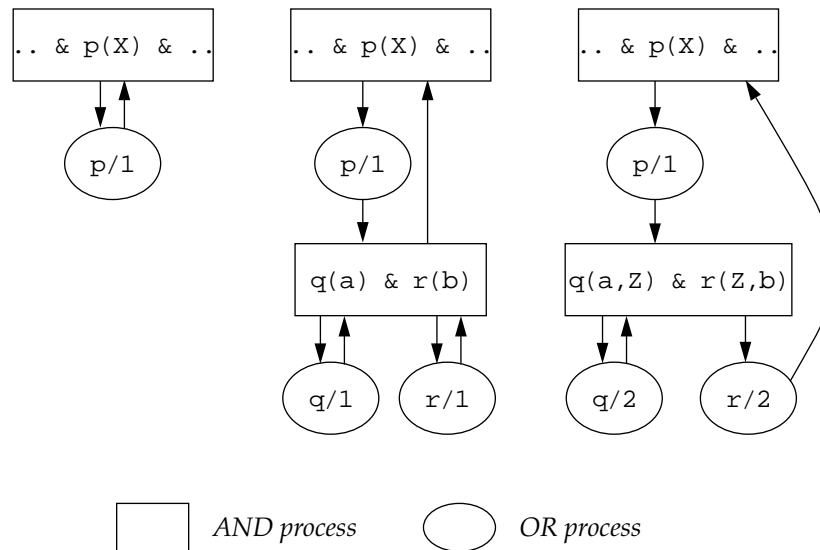 .. & p(X) & ..
.. & p(X) & ..
.. & p(X) & ..
p/1
p/1
p/1
q(a) & r(b)
q(a,Z) & r(Z,b)
q/1
r/1
q/2
r/2
AND process
OR process